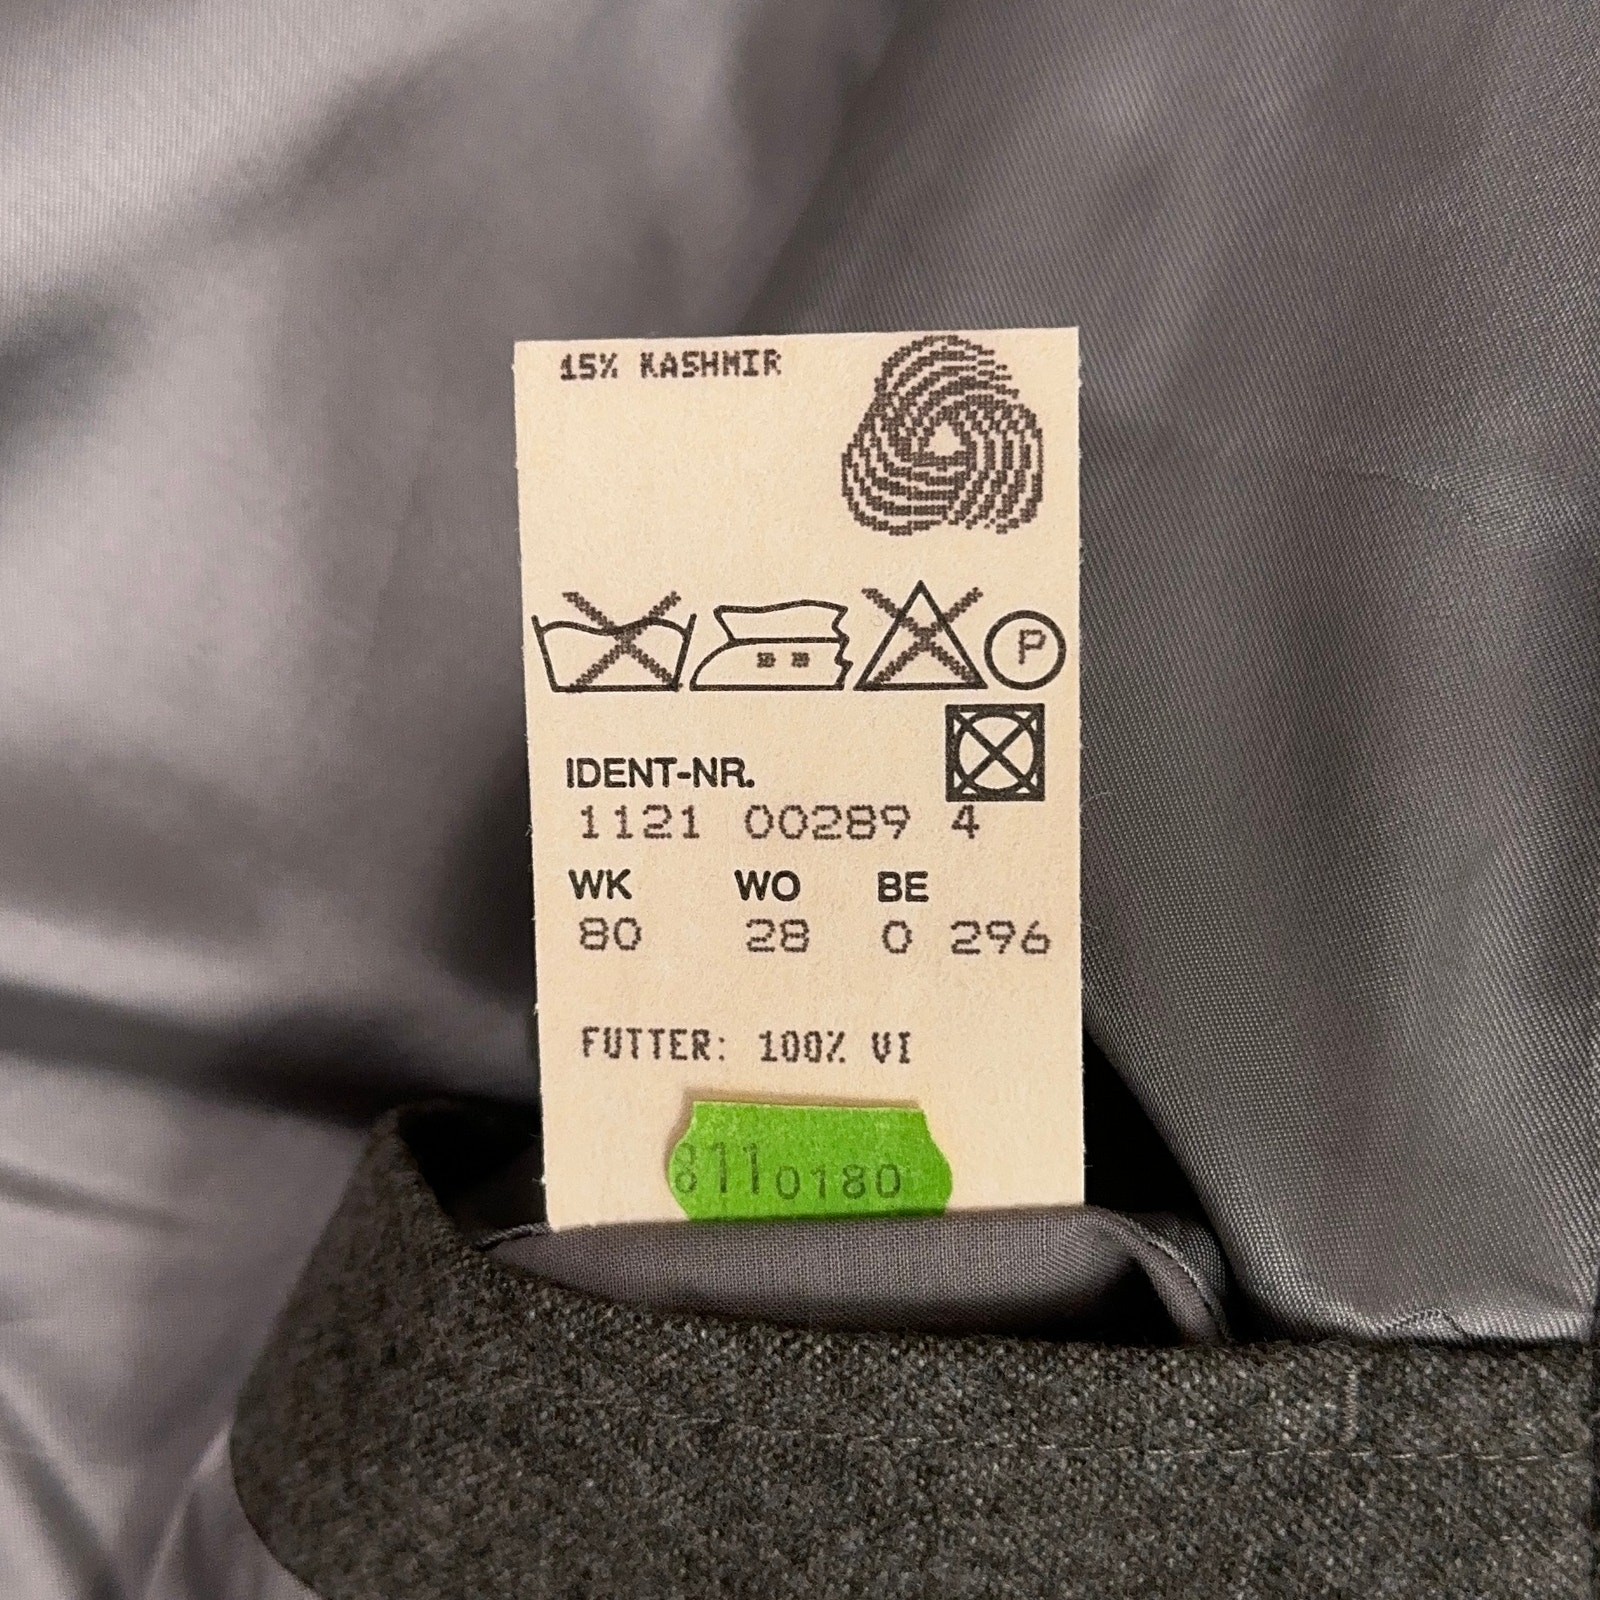 15% KASHMIR
P
IDENT-NR.
1121 00289 4
WK WO BE
80 28 0 296
FUTTER: 100% VI
8110180